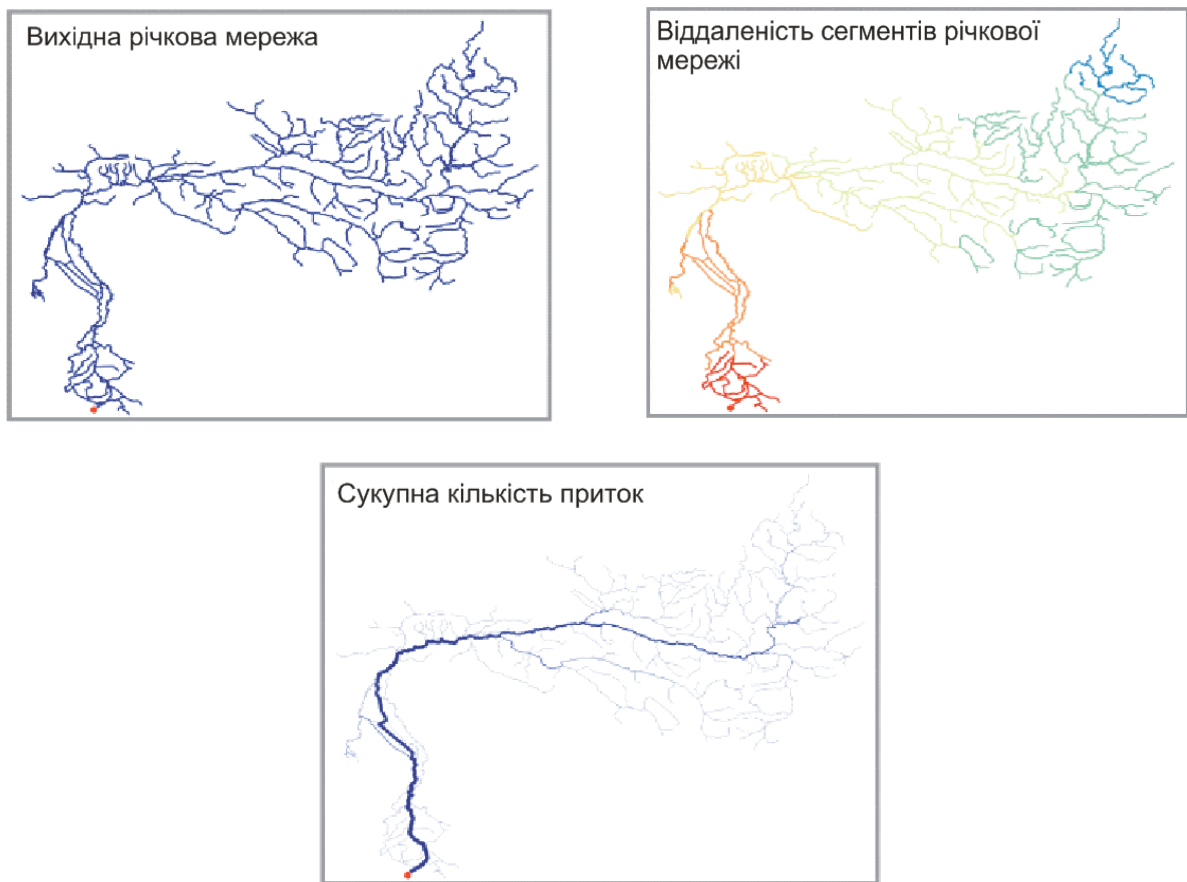 Вихідна річкова мережа
Віддаленість сегментів річкової
мережі
Сукупна кількість приток